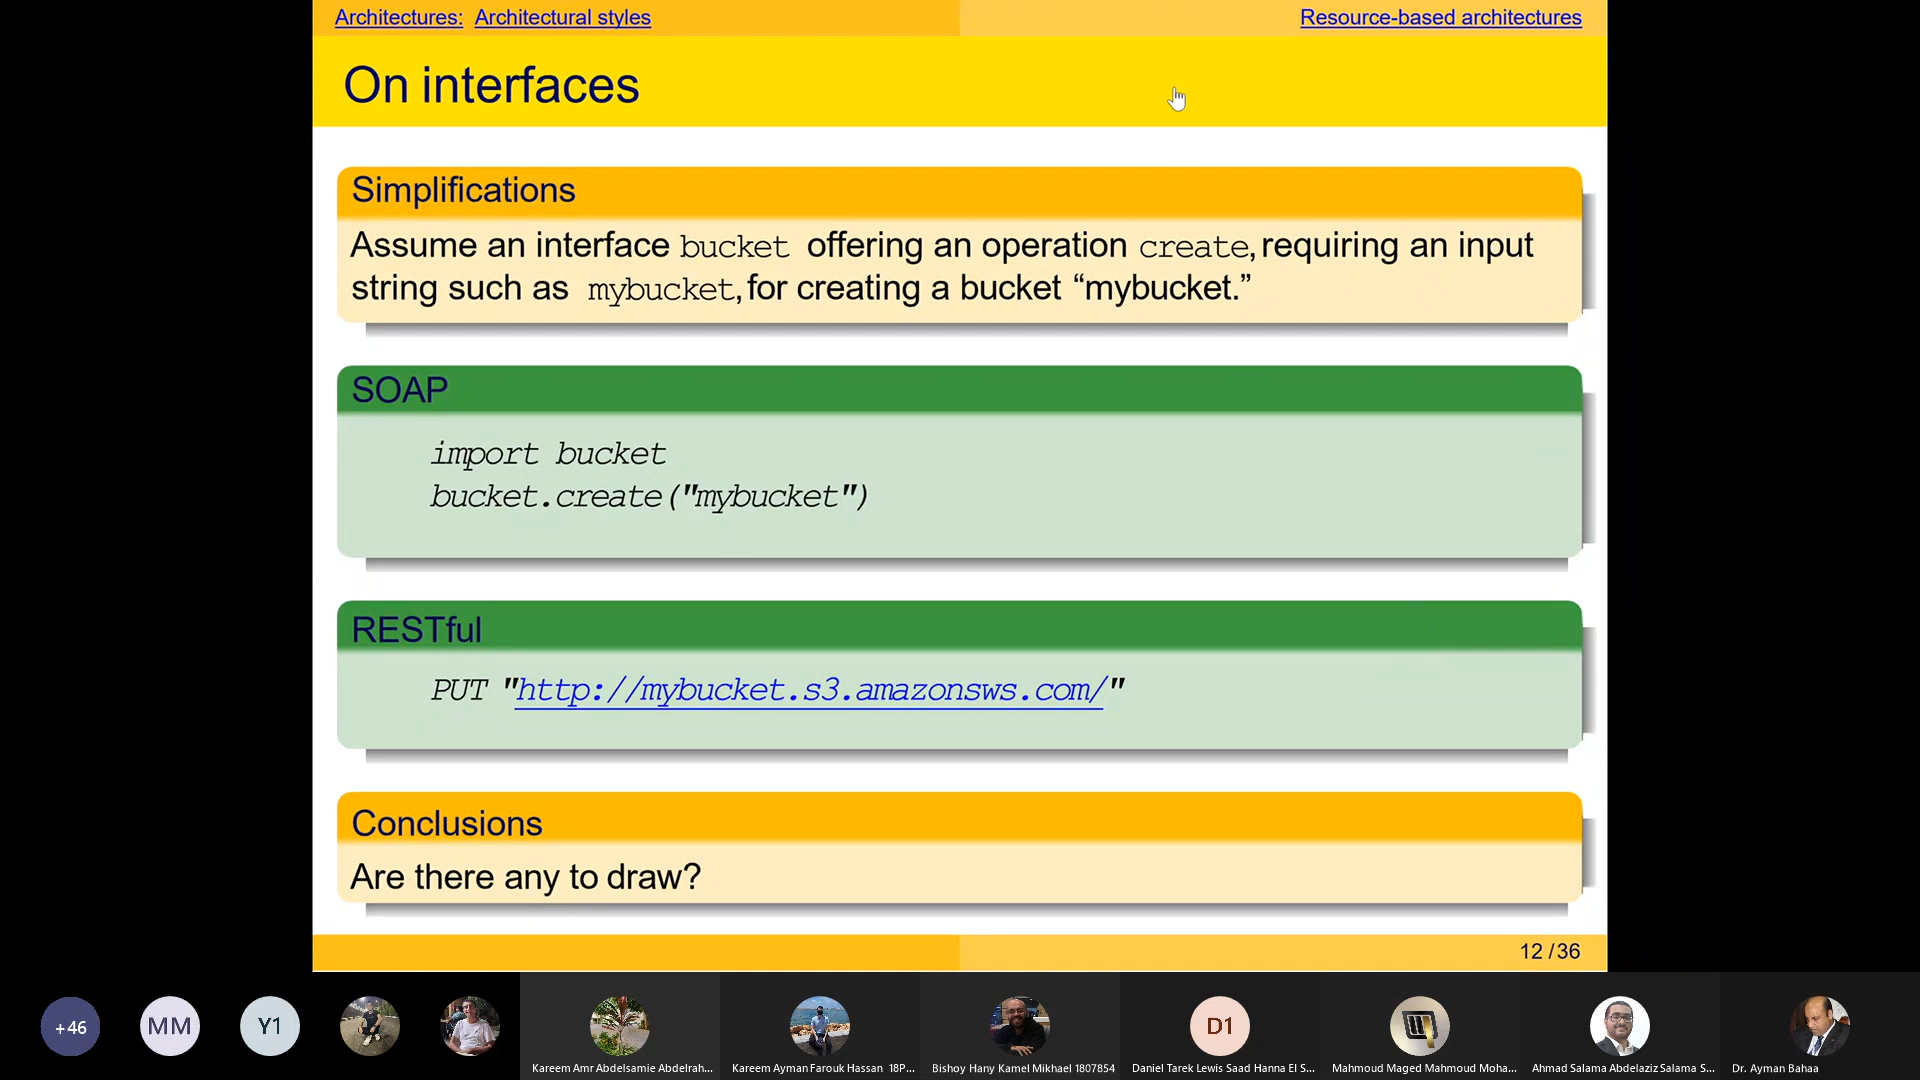 Architectures: Architectural styles Resource-based architectures
On interfaces
Simplifications
Assume an interface bucket offering an operation create, requiring an input
string such as mybucket, for creating a bucket “mybucket.”
SOAP
import bucket
bucket.create("mybucket")
RESTful
PUT "http://mybucket.s3.amazonsws.com/"
Conclusions
Are there any to draw?
12 / 36
+46 MM Y1 D1
Kareem Amr Abdelsamie Abdelrah... Kareem Ayman Farouk Hassan 18P... Bishoy Hany Kamel Mikhael 1807854 Daniel Tarek Lewis Saad Hanna El S... Mahmoud Maged Mahmoud Moha... Ahmad Salama Abdelaziz Salama S... Dr. Ayman Bahaa